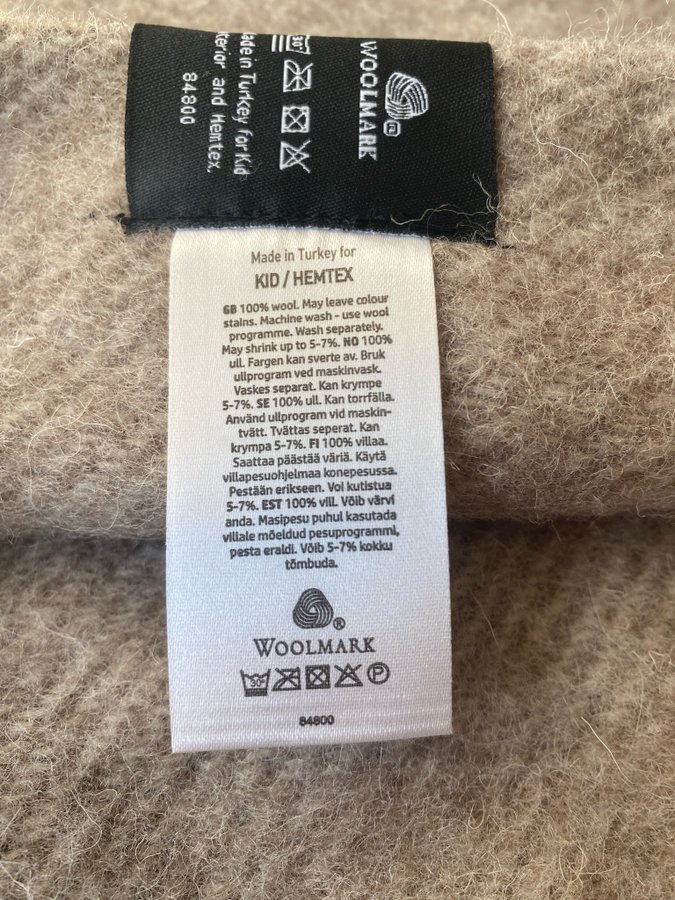 WOOLMARK
30°
Made in Turkey for Kid
Interior and Hemtex.
84800
Made in Turkey for
KID / HEMTEX
GB 100% wool. May leave colour
stains. Machine wash - use wool
programme. Wash separately.
May shrink up to 5-7%. NO 100%
ull. Fargen kan sverte av. Bruk
ullprogram ved maskinvask.
Vaskes separat. Kan krympe
5-7%. SE 100% ull. Kan torrfälla.
Använd ullprogram vid maskin-
tvätt. Tvättas seperat. Kan
krympa 5-7%. FI 100% villaa.
Saattaa päästää väriä. Käytä
villapesuohjelmaa konepesussa.
Pestään erikseen. Voi kutistua
5-7%. EST 100% vill. Võib värvi
anda. Masipesu puhul kasutada
villale mõeldud pesuprogrammi,
pesta eraldi. Võib 5-7% kokku
tõmbuda.
®
WOOLMARK
30° P
84800